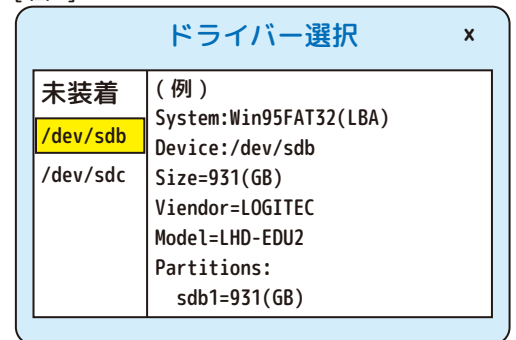 ドライバー選択 x
未装着
/dev/sdb
/dev/sdc
(例)
System:Win95FAT32(LBA)
Device:/dev/sdb
Size=931(GB)
Viendor=LOGITEC
Model=LHD-EDU2
Partitions:
sdb1=931(GB)